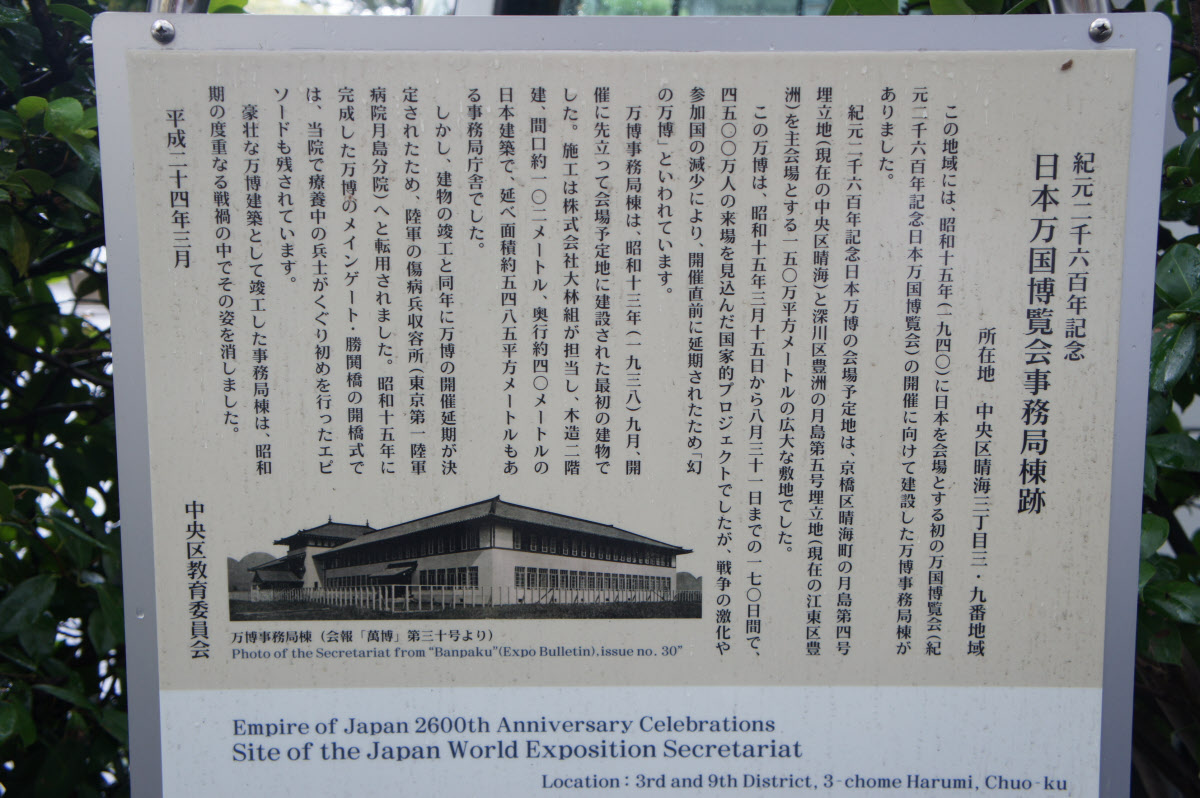 紀元二千六百年記念
日本万国博覧会事務局棟跡
所在地　中央区晴海三丁目三・九番地域
この地域には、昭和十五年(一九四〇)に日本を会場とする初の万国博覧会(紀
元二千六百年記念日本万国博覧会)の開催に向けて建設した万博事務局棟が
ありました。
紀元二千六百年記念日本万博の会場予定地は、京橋区晴海町の月島第四号
埋立地(現在の中央区晴海)と深川区豊洲の月島第五号埋立地(現在の江東区豊
洲)を主会場とする一五〇万平方メートルの広大な敷地でした。
この万博は、昭和十五年三月十五日から八月三十一日までの一七〇日間で、
四五〇〇万人の来場を見込んだ国家的プロジェクトでしたが、戦争の激化や
参加国の減少により、開催直前に延期されたため「幻
の万博」といわれています。
万博事務局棟は、昭和十三年(一九三八)九月、開
催に先立って会場予定地に建設された最初の建物で
した。施工は株式会社大林組が担当し、木造二階
建、間口約一〇二メートル、奥行約四〇メートルの
日本建築で、延べ面積約五四八五平方メートルもあ
る事務局庁舎でした。
しかし、建物の竣工と同年に万博の開催延期が決
定されたため、陸軍の傷病兵収容所(東京第一陸軍
病院月島分院)へと転用されました。昭和十五年に
完成した万博のメインゲート・勝鬨橋の開橋式で
は、当院で療養中の兵士がくぐり初めを行ったエピ
ソードも残されています。
豪壮な万博建築として竣工した事務局棟は、昭和
期の度重なる戦禍の中でその姿を消しました。
平成二十四年三月
中央区教育委員会
万博事務局棟（会報「萬博」第三十号より）
Photo of the Secretariat from “Banpaku”(Expo Bulletin), issue no. 30”
Empire of Japan 2600th Anniversary Celebrations
Site of the Japan World Exposition Secretariat
Location : 3rd and 9th District, 3-chome Harumi, Chuo-ku